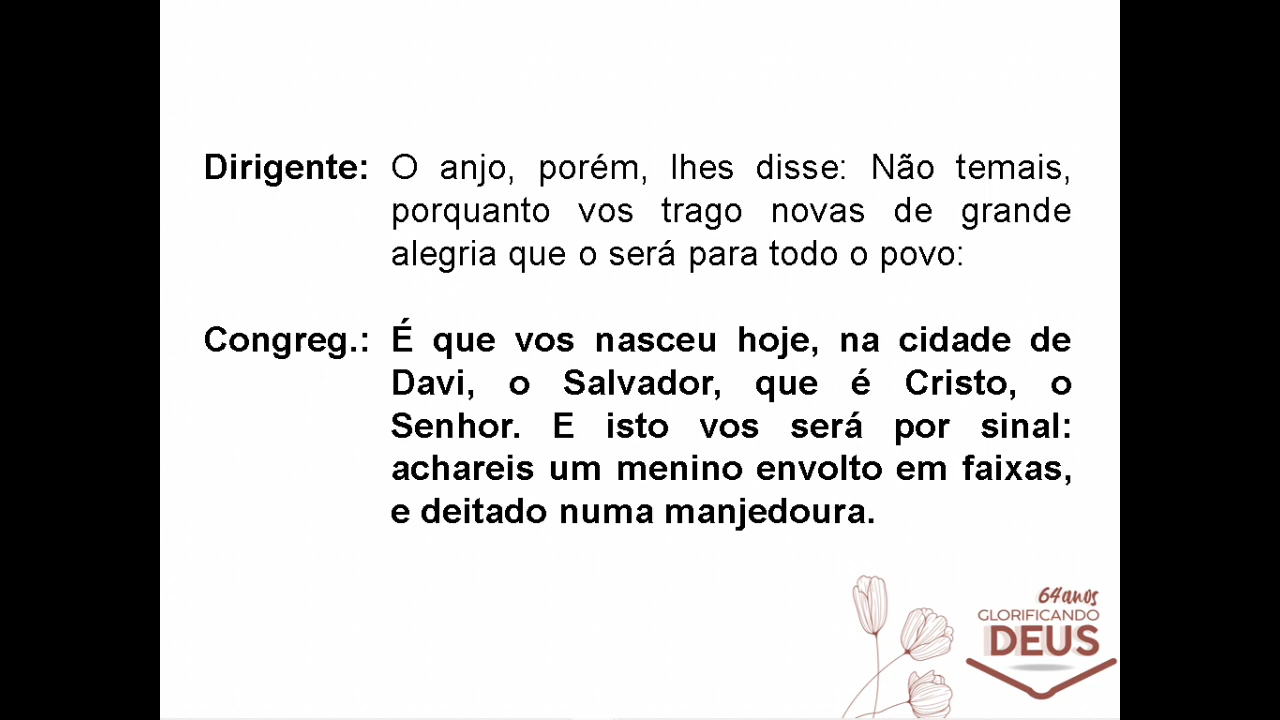 Dirigente: O anjo, porém, lhes disse: Não temais,
porquanto vos trago novas de grande
alegria que o será para todo o povo:
Congreg.: É que vos nasceu hoje, na cidade de
Davi, o Salvador, que é Cristo, o
Senhor. E isto vos será por sinal:
achareis um menino envolto em faixas,
e deitado numa manjedoura.
64 anos
GLORIFICANDO
DEUS